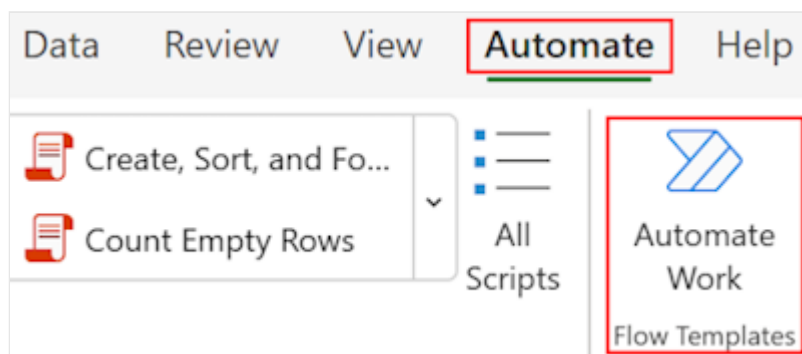 Data Review View Automate Help
Create, Sort, and Fo...
Count Empty Rows
All
Scripts
Automate
Work
Flow Templates